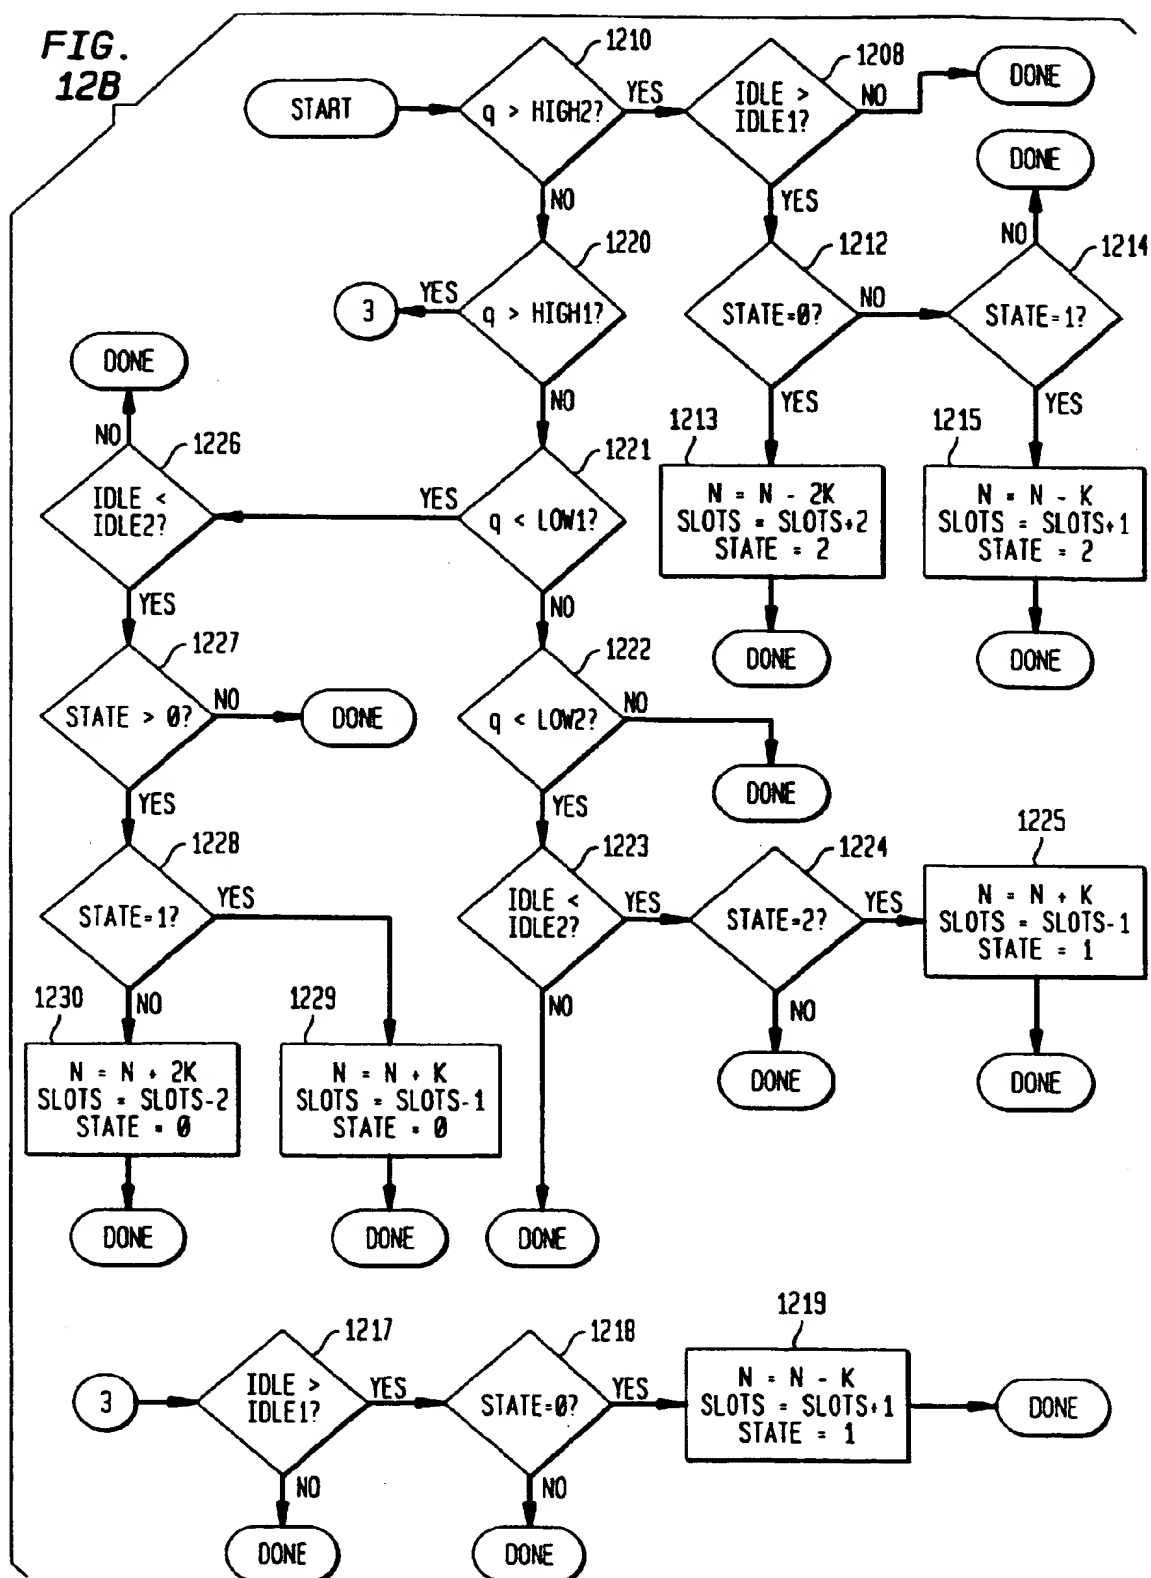 FIG.
12B
START
1210
q > HIGH2?
YES
NO
1208
IDLE >
IDLE1?
NO
YES
DONE
DONE
1220
q > HIGH1?
YES
NO
3
1212
STATE=0?
NO
YES
1214
STATE=1?
NO
YES
DONE
1226
IDLE <
IDLE2?
NO
YES
1221
q < LOW1?
YES
NO
1213
N = N - 2K
SLOTS = SLOTS+2
STATE = 2
DONE
1215
N = N - K
SLOTS = SLOTS+1
STATE = 2
DONE
1227
STATE > 0?
NO
YES
DONE
1222
q < LOW2?
NO
YES
DONE
1228
STATE=1?
YES
NO
1223
IDLE <
IDLE2?
YES
NO
1224
STATE=2?
YES
NO
1225
N = N + K
SLOTS = SLOTS-1
STATE = 1
DONE
DONE
1230
N = N + 2K
SLOTS = SLOTS-2
STATE = 0
DONE
1229
N = N + K
SLOTS = SLOTS-1
STATE = 0
DONE
DONE
3
1217
IDLE >
IDLE1?
YES
NO
DONE
1218
STATE=0?
YES
NO
DONE
1219
N = N - K
SLOTS = SLOTS+1
STATE = 1
DONE